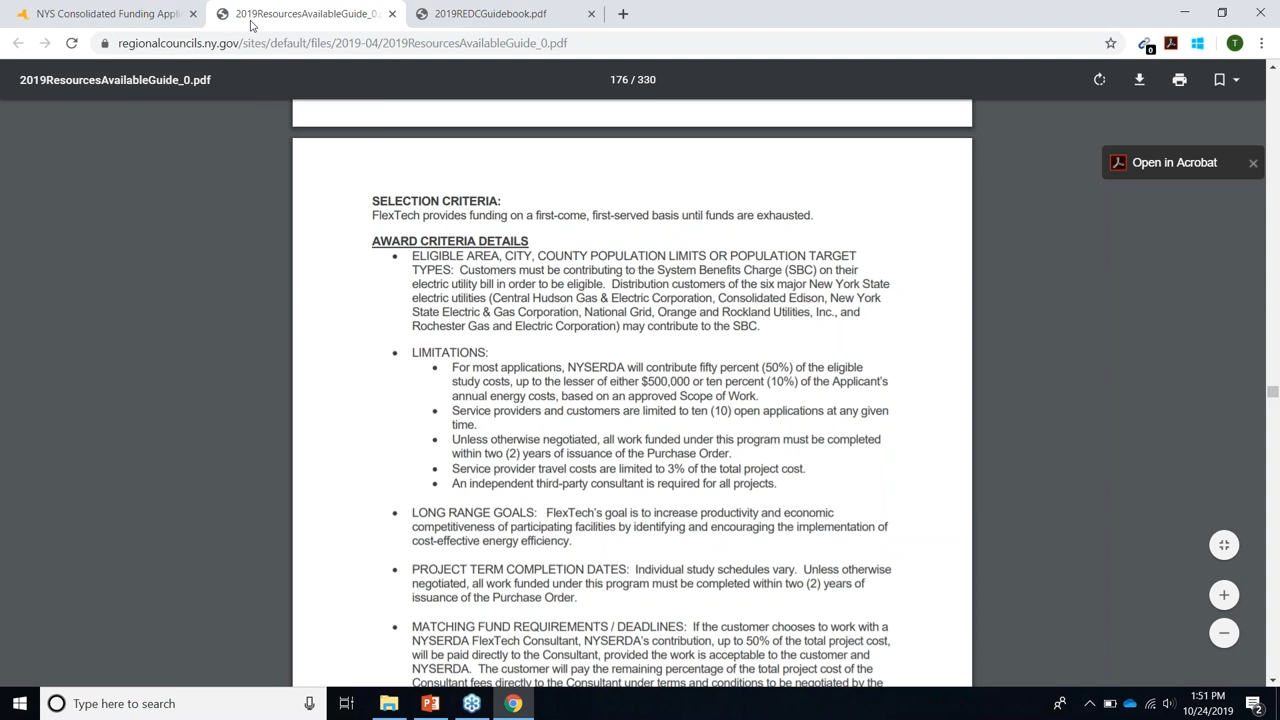 NYS Consolidated Funding Appli
2019ResourcesAvailableGuide_0.
2019REDCGuidebook.pdf
regionalcouncils.ny.gov/sites/default/files/2019-04/2019ResourcesAvailableGuide_0.pdf
0
T
2019ResourcesAvailableGuide_0.pdf
176 / 330
Open in Acrobat
SELECTION CRITERIA:
FlexTech provides funding on a first-come, first-served basis until funds are exhausted.
AWARD CRITERIA DETAILS
• ELIGIBLE AREA, CITY, COUNTY POPULATION LIMITS OR POPULATION TARGET
TYPES: Customers must be contributing to the System Benefits Charge (SBC) on their
electric utility bill in order to be eligible. Distribution customers of the six major New York State
electric utilities (Central Hudson Gas & Electric Corporation, Consolidated Edison, New York
State Electric & Gas Corporation, National Grid, Orange and Rockland Utilities, Inc., and
Rochester Gas and Electric Corporation) may contribute to the SBC.
• LIMITATIONS:
• For most applications, NYSERDA will contribute fifty percent (50%) of the eligible
study costs, up to the lesser of either $500,000 or ten percent (10%) of the Applicant's
annual energy costs, based on an approved Scope of Work.
• Service providers and customers are limited to ten (10) open applications at any given
time.
• Unless otherwise negotiated, all work funded under this program must be completed
within two (2) years of issuance of the Purchase Order.
• Service provider travel costs are limited to 3% of the total project cost.
• An independent third-party consultant is required for all projects.
• LONG RANGE GOALS: FlexTech's goal is to increase productivity and economic
competitiveness of participating facilities by identifying and encouraging the implementation of
cost-effective energy efficiency.
• PROJECT TERM COMPLETION DATES: Individual study schedules vary. Unless otherwise
negotiated, all work funded under this program must be completed within two (2) years of
issuance of the Purchase Order.
• MATCHING FUND REQUIREMENTS / DEADLINES: If the customer chooses to work with a
NYSERDA FlexTech Consultant, NYSERDA's contribution, up to 50% of the total project cost,
will be paid directly to the Consultant, provided the work is acceptable to the customer and
NYSERDA. The customer will pay the remaining percentage of the total project cost of the
Consultant fees directly to the Consultant under terms and conditions to be negotiated by the
Type here to search
1:51 PM
10/24/2019
2